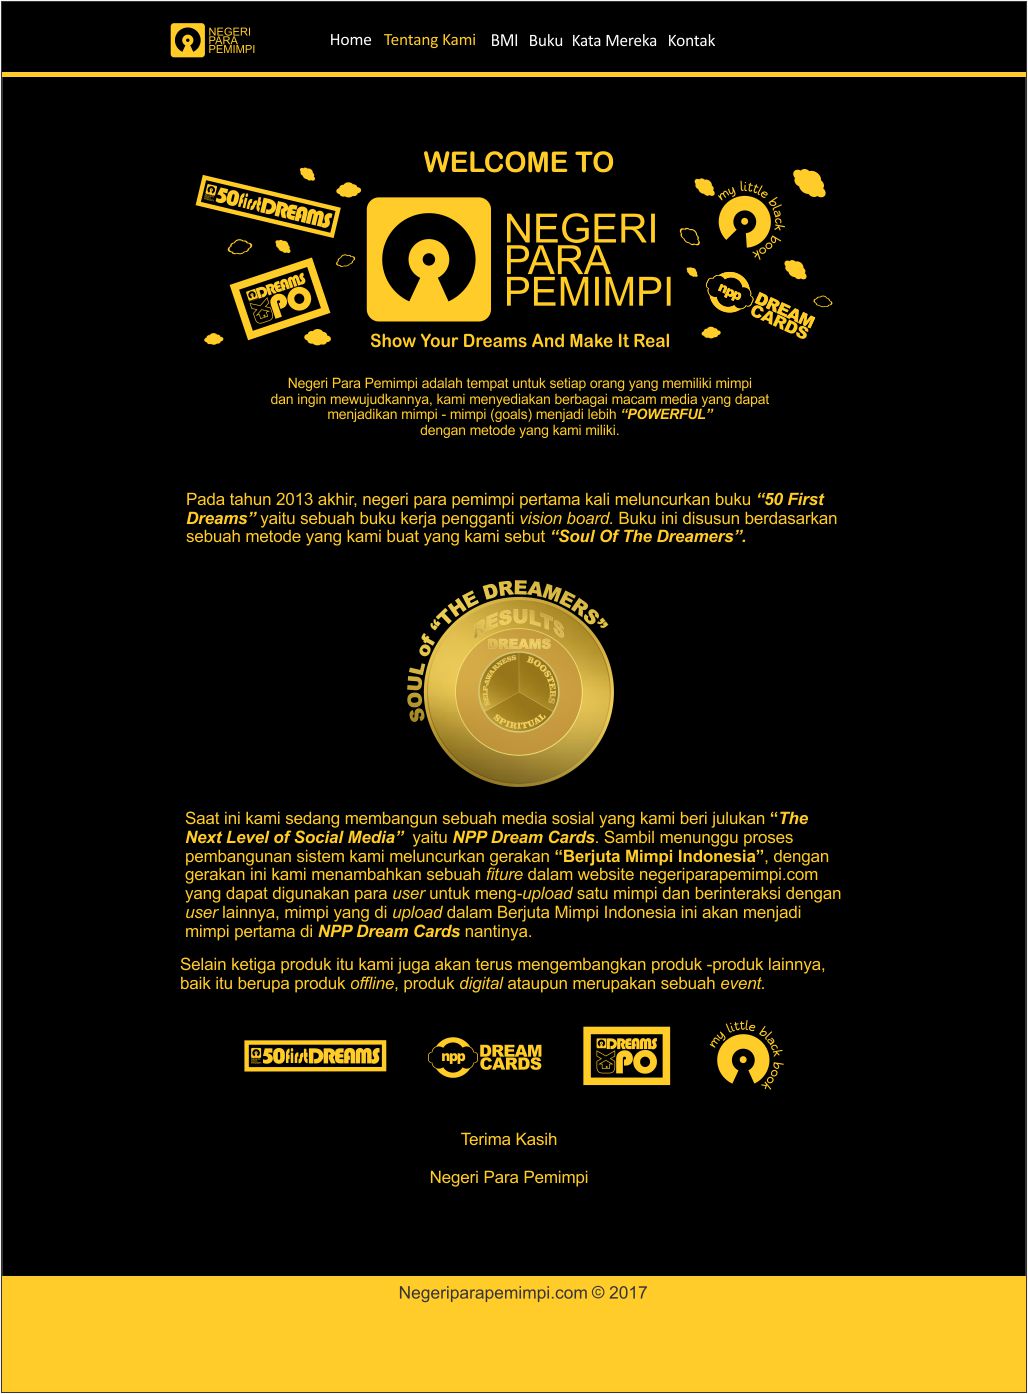 NEGERI
PARA
PEMIMPI
Home Tentang Kami BMI Buku Kata Mereka Kontak
WELCOME TO
50firstDREAMS
DREAMS
XPO
NEGERI
PARA
PEMIMPI
my little black book
npp DREAM
CARDS
Show Your Dreams And Make It Real
Negeri Para Pemimpi adalah tempat untuk setiap orang yang memiliki mimpi
dan ingin mewujudkannya, kami menyediakan berbagai macam media yang dapat
menjadikan mimpi - mimpi (goals) menjadi lebih “POWERFUL”
dengan metode yang kami miliki.
Pada tahun 2013 akhir, negeri para pemimpi pertama kali meluncurkan buku “50 First
Dreams” yaitu sebuah buku kerja pengganti vision board. Buku ini disusun berdasarkan
sebuah metode yang kami buat yang kami sebut “Soul Of The Dreamers”.
SOUL of “THE DREAMERS”
RESULTS
DREAMS
SELF-AWARNESS
BOOSTERS
SPIRITUAL
Saat ini kami sedang membangun sebuah media sosial yang kami beri julukan “The
Next Level of Social Media” yaitu NPP Dream Cards. Sambil menunggu proses
pembangunan sistem kami meluncurkan gerakan “Berjuta Mimpi Indonesia”, dengan
gerakan ini kami menambahkan sebuah fiture dalam website negeriparapemimpi.com
yang dapat digunakan para user untuk meng-upload satu mimpi dan berinteraksi dengan
user lainnya, mimpi yang di upload dalam Berjuta Mimpi Indonesia ini akan menjadi
mimpi pertama di NPP Dream Cards nantinya.
Selain ketiga produk itu kami juga akan terus mengembangkan produk -produk lainnya,
baik itu berupa produk offline, produk digital ataupun merupakan sebuah event.
50firstDREAMS
npp DREAM
CARDS
DREAMS
XPO
my little black book
Terima Kasih
Negeri Para Pemimpi
Negeriparapemimpi.com © 2017